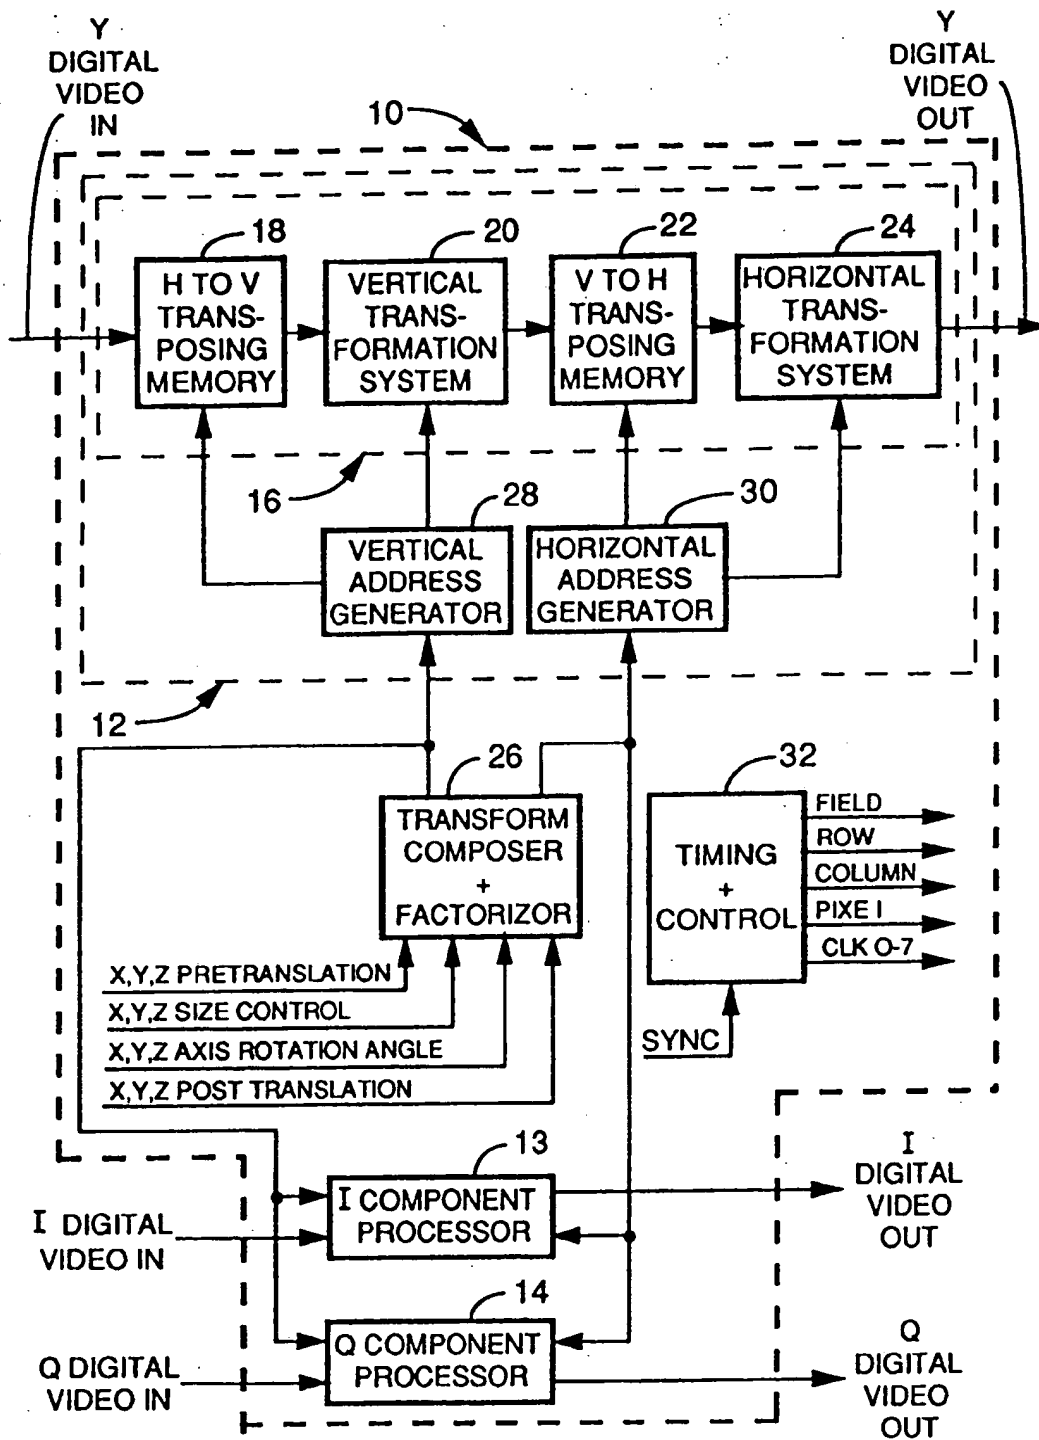 Y
DIGITAL
VIDEO
IN
Y
DIGITAL
VIDEO
OUT
10
18
20
22
24
H TO V
TRANS-
POSING
MEMORY
VERTICAL
TRANS-
FORMATION
SYSTEM
V TO H
TRANS-
POSING
MEMORY
HORIZONTAL
TRANS-
FORMATION
SYSTEM
16
28
30
VERTICAL
ADDRESS
GENERATOR
HORIZONTAL
ADDRESS
GENERATOR
12
26
32
TRANSFORM
COMPOSER
+
FACTORIZOR
TIMING
+
CONTROL
FIELD
ROW
COLUMN
PIXE I
CLK O-7
X,Y,Z PRETRANSLATION
X,Y,Z SIZE CONTROL
X,Y,Z AXIS ROTATION ANGLE
X,Y,Z POST TRANSLATION
SYNC
13
I COMPONENT
PROCESSOR
I DIGITAL
VIDEO IN
I
DIGITAL
VIDEO
OUT
14
Q COMPONENT
PROCESSOR
Q DIGITAL
VIDEO IN
Q
DIGITAL
VIDEO
OUT